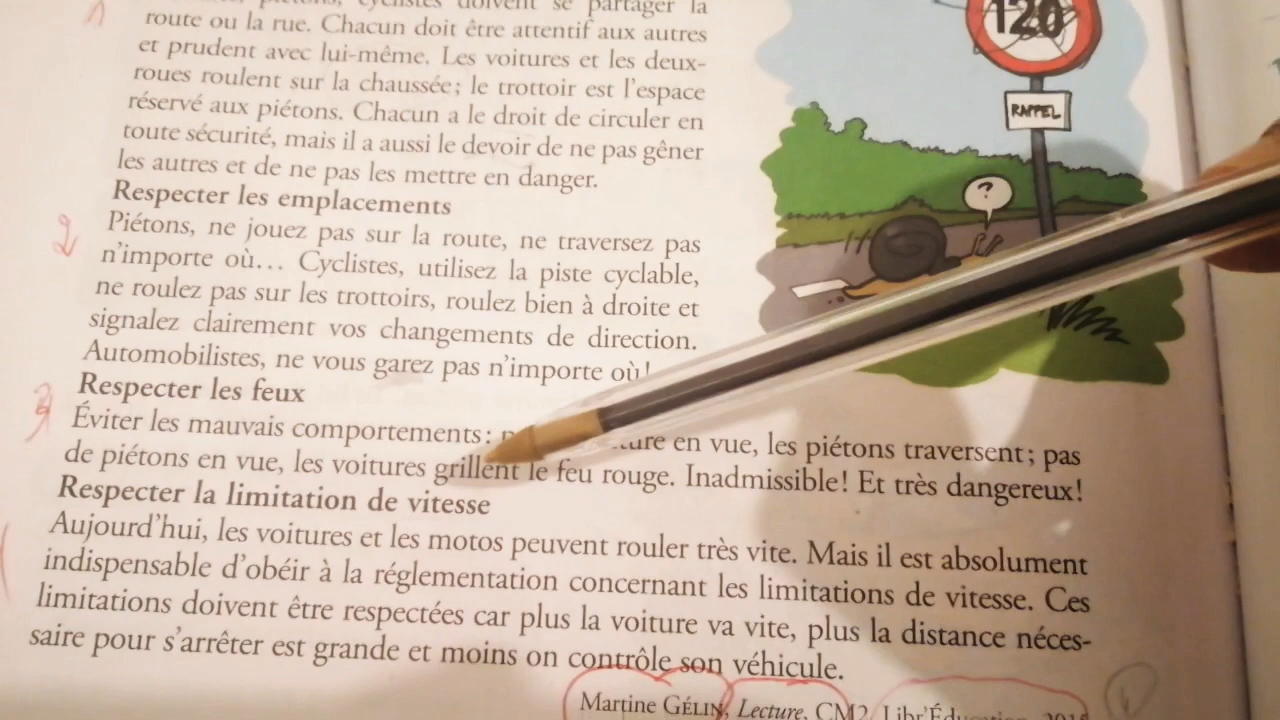 cyclistes doivent se partager la
route ou la rue. Chacun doit être attentif aux autres
et prudent avec lui-même. Les voitures et les deux-
roues roulent sur la chaussée; le trottoir est l'espace
réservé aux piétons. Chacun a le droit de circuler en
toute sécurité, mais il a aussi le devoir de ne pas gêner
les autres et de ne pas les mettre en danger.
Respecter les emplacements
Piétons, ne jouez pas sur la route, ne traversez pas
n'importe où... Cyclistes, utilisez la piste cyclable,
ne roulez pas sur les trottoirs, roulez bien à droite et
signalez clairement vos changements de direction.
Automobilistes, ne vous garez pas n'importe où!
Respecter les feux
Éviter les mauvais comportements: en vue, les piétons traversent; pas
de piétons en vue, les voitures grillent le feu rouge. Inadmissible! Et très dangereux!
Respecter la limitation de vitesse
Aujourd'hui, les voitures et les motos peuvent rouler très vite. Mais il est absolument
indispensable d'obéir à la réglementation concernant les limitations de vitesse. Ces
limitations doivent être respectées car plus la voiture va vite, plus la distance néces-
saire pour s'arrêter est grande et moins on contrôle son véhicule.
Martine GÉLIN, Lecture, CM2, Libr'Éducation, 2015
120
RAPPEL
?
1
2
3